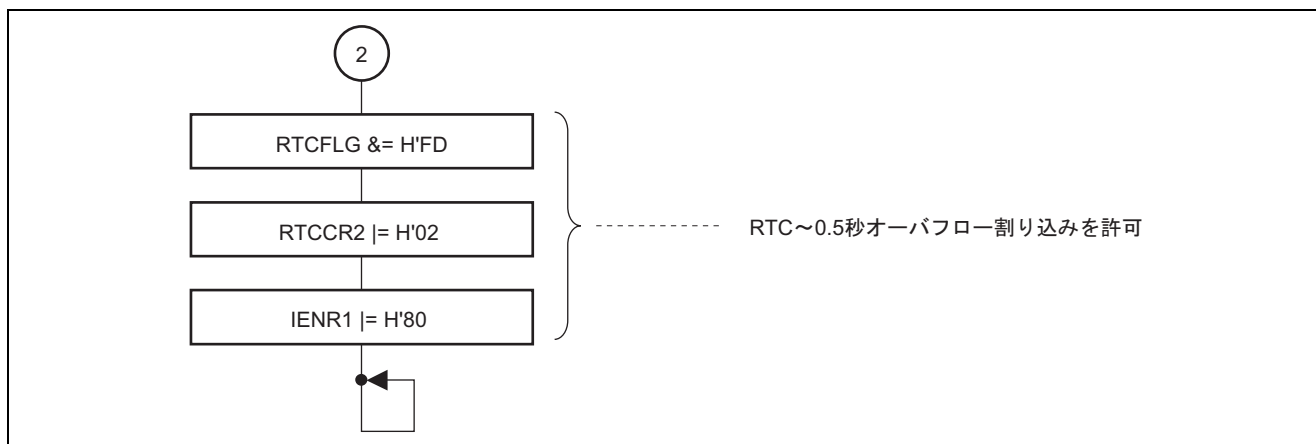 2
RTCFLG &= H'FD
RTCCR2 |= H'02
RTC～0.5秒オーバフロー割り込みを許可
IENR1 |= H'80